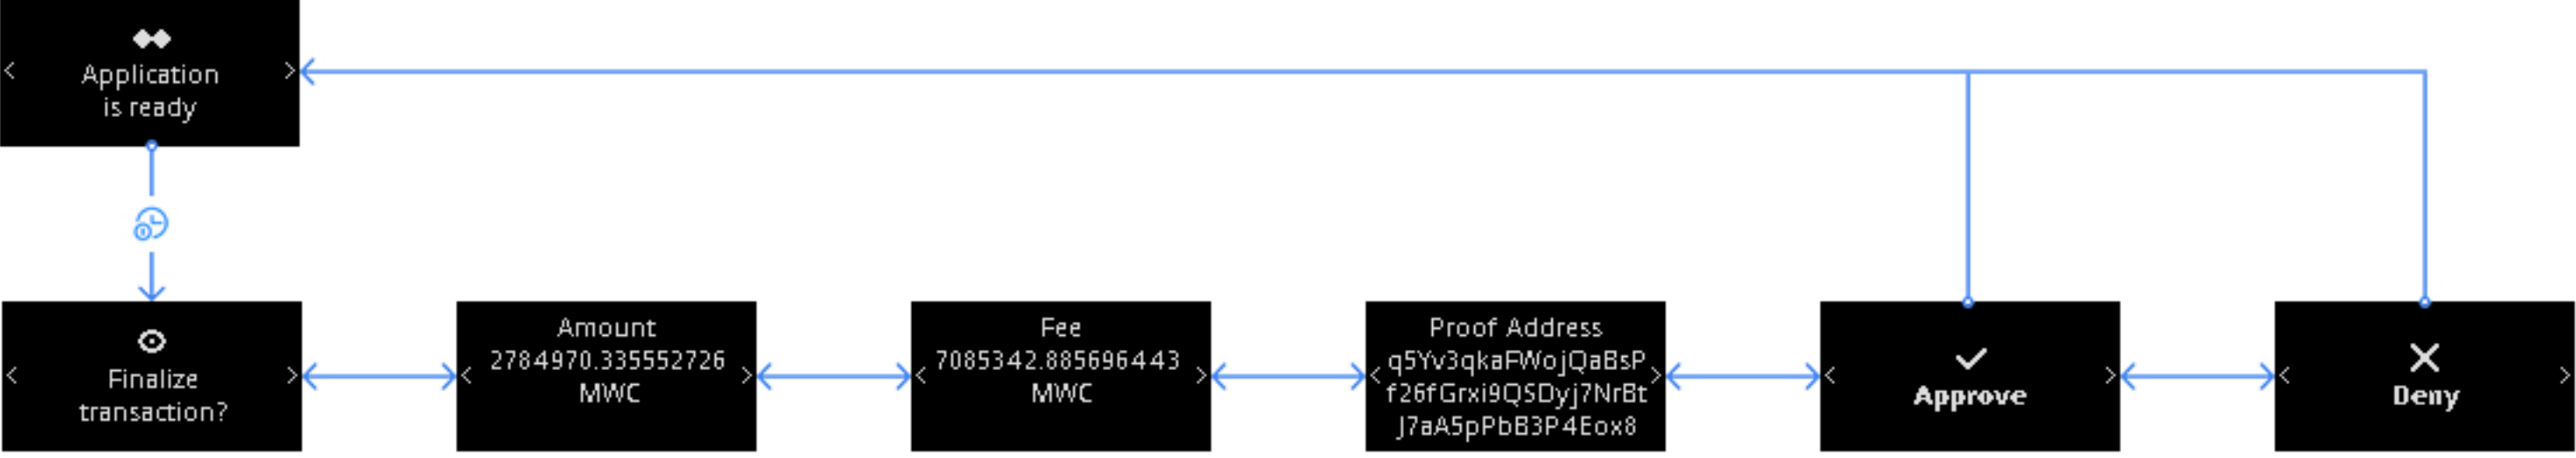 Application
is ready
Finalize
transaction?
Amount
2784970.335552726
MWC
Fee
7085342.885696443
MWC
Proof Address
q5Yv3qkaFWojQaBsP
f26fGrxi9QSDyj7NrBt
J7aA5pPbB3P4Eox8
Approve
Deny